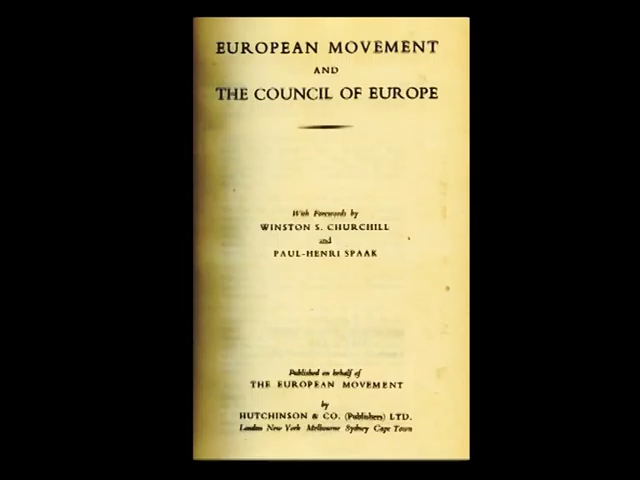 EUROPEAN MOVEMENT
AND
THE COUNCIL OF EUROPE
With Forewords by
WINSTON S. CHURCHILL
and
PAUL-HENRI SPAAK
Published on behalf of
THE EUROPEAN MOVEMENT
by
HUTCHINSON & CO. (Publishers) LTD.
London New York Melbourne Sydney Cape Town